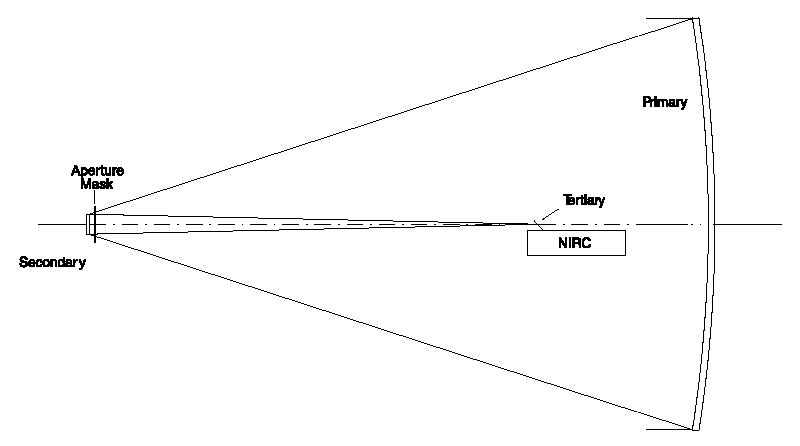 Primary
Aperture
Mask
Tertiary
NIRC
Secondary